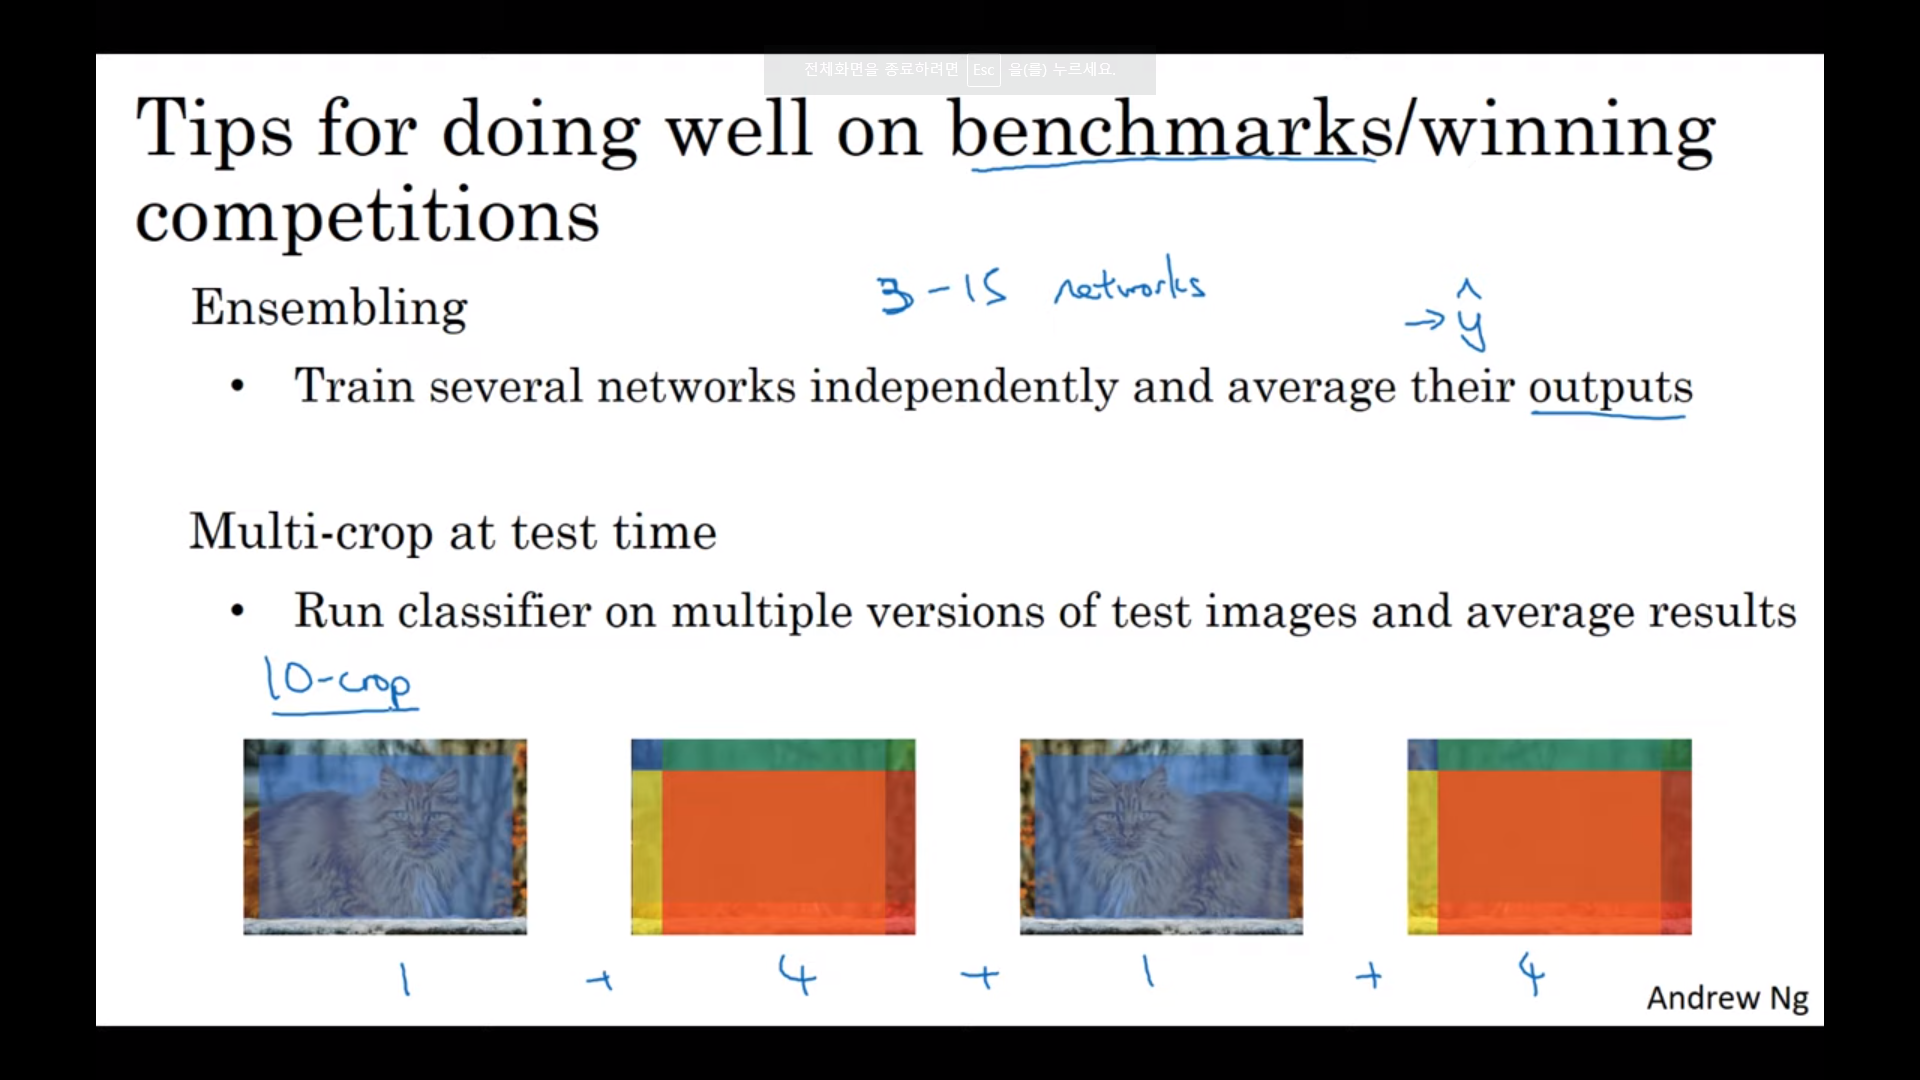 전체화면을 종료하려면 Esc 을(를) 누르세요.
Tips for doing well on benchmarks/winning
competitions
Ensembling
3-15 networks
→ ŷ
• Train several networks independently and average their outputs
Multi-crop at test time
• Run classifier on multiple versions of test images and average results
10-crop
1 + 4 + 1 + 4
Andrew Ng